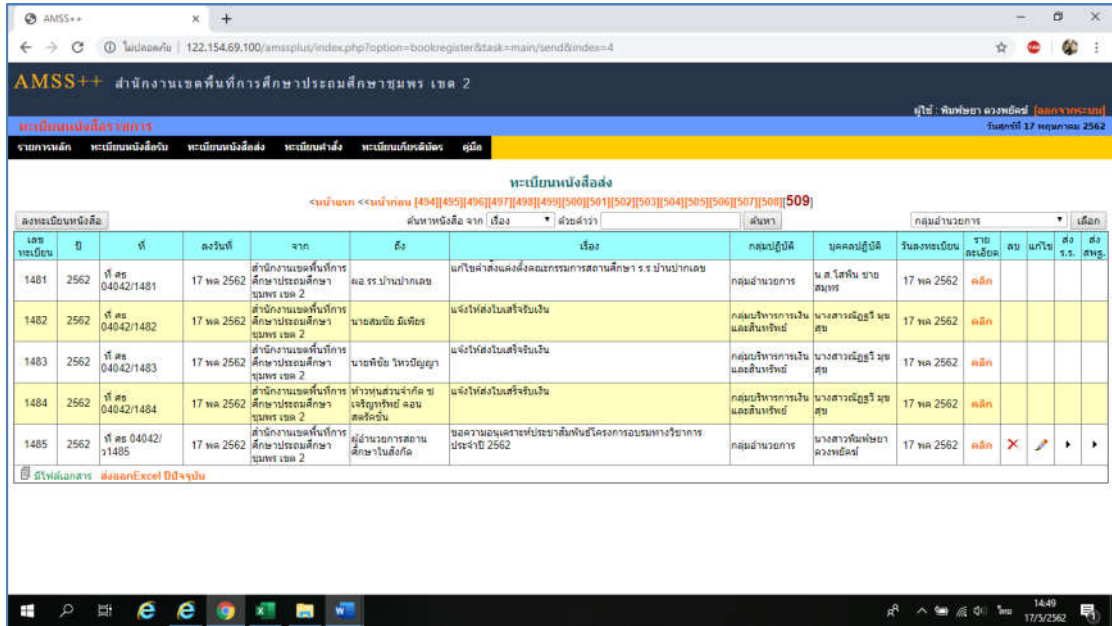 AMSS++
ไม่ปลอดภัย | 122.154.69.100/amssplus/index.php?option=bookregister&task=main/send&index=4
AMSS++ สำนักงานเขตพื้นที่การศึกษาประถมศึกษาชุมพร เขต 2
ผู้ใช้ : พิมพ์ชยา ดวงพยัคฆ์ [ออกจากระบบ]
ทะเบียนหนังสือราชการ วันศุกร์ที่ 17 พฤษภาคม 2562
รายการหลัก ทะเบียนหนังสือรับ ทะเบียนหนังสือส่ง ทะเบียนคำสั่ง ทะเบียนเกียรติบัตร คู่มือ
ทะเบียนหนังสือส่ง
<หน้าแรก <<หน้าก่อน [494][495][496][497][498][499][500][501][502][503][504][505][506][507][508][509]
ลงทะเบียนหนังสือ ค้นหาหนังสือ จาก เรื่อง ด้วยคำว่า ค้นหา กลุ่มอำนวยการ เลือก
เลขทะเบียน ปี ที่ ลงวันที่ จาก ถึง เรื่อง กลุ่มปฏิบัติ บุคคลปฏิบัติ วันลงทะเบียน รายละเอียด ลบ แก้ไข ส่ง ร.ร. ส่ง สพฐ.
1481 2562 ที่ ศธ 04042/1481 17 พค 2562 สำนักงานเขตพื้นที่การศึกษาประถมศึกษาชุมพร เขต 2 ผอ รร.บ้านปากเลข แก้ไขคำสั่งแต่งตั้งคณะกรรมการสถานศึกษา ร.ร.บ้านปากเลข กลุ่มอำนวยการ น.ส.โสพิน ชายสมุทร 17 พค 2562 คลิก
1482 2562 ที่ ศธ 04042/1482 17 พค 2562 สำนักงานเขตพื้นที่การศึกษาประถมศึกษาชุมพร เขต 2 นายสมชัย มีเพียร แจ้งให้ส่งใบเสร็จรับเงิน กลุ่มบริหารการเงินและสินทรัพย์ นางสาวณัฏฐวี มุขสุข 17 พค 2562 คลิก
1483 2562 ที่ ศธ 04042/1483 17 พค 2562 สำนักงานเขตพื้นที่การศึกษาประถมศึกษาชุมพร เขต 2 นายพิชัย ไหวปัญญา แจ้งให้ส่งใบเสร็จรับเงิน กลุ่มบริหารการเงินและสินทรัพย์ นางสาวณัฏฐวี มุขสุข 17 พค 2562 คลิก
1484 2562 ที่ ศธ 04042/1484 17 พค 2562 สำนักงานเขตพื้นที่การศึกษาประถมศึกษาชุมพร เขต 2 ห้างหุ้นส่วนจำกัด ช เจริญทรัพย์ คอนสตรัคชั่น แจ้งให้ส่งใบเสร็จรับเงิน กลุ่มบริหารการเงินและสินทรัพย์ นางสาวณัฏฐวี มุขสุข 17 พค 2562 คลิก
1485 2562 ที่ ศธ 04042/ว1485 17 พค 2562 สำนักงานเขตพื้นที่การศึกษาประถมศึกษาชุมพร เขต 2 ผู้อำนวยการสถานศึกษาในสังกัด ขอความอนุเคราะห์ประชาสัมพันธ์โครงการอบรมทางวิชาการ ประจำปี 2562 กลุ่มอำนวยการ นางสาวพิมพ์ชยา ดวงพยัคฆ์ 17 พค 2562 คลิก
มีไฟล์เอกสาร ส่งออกExcel ปีปัจจุบัน
ไทย 14:49
17/5/2562